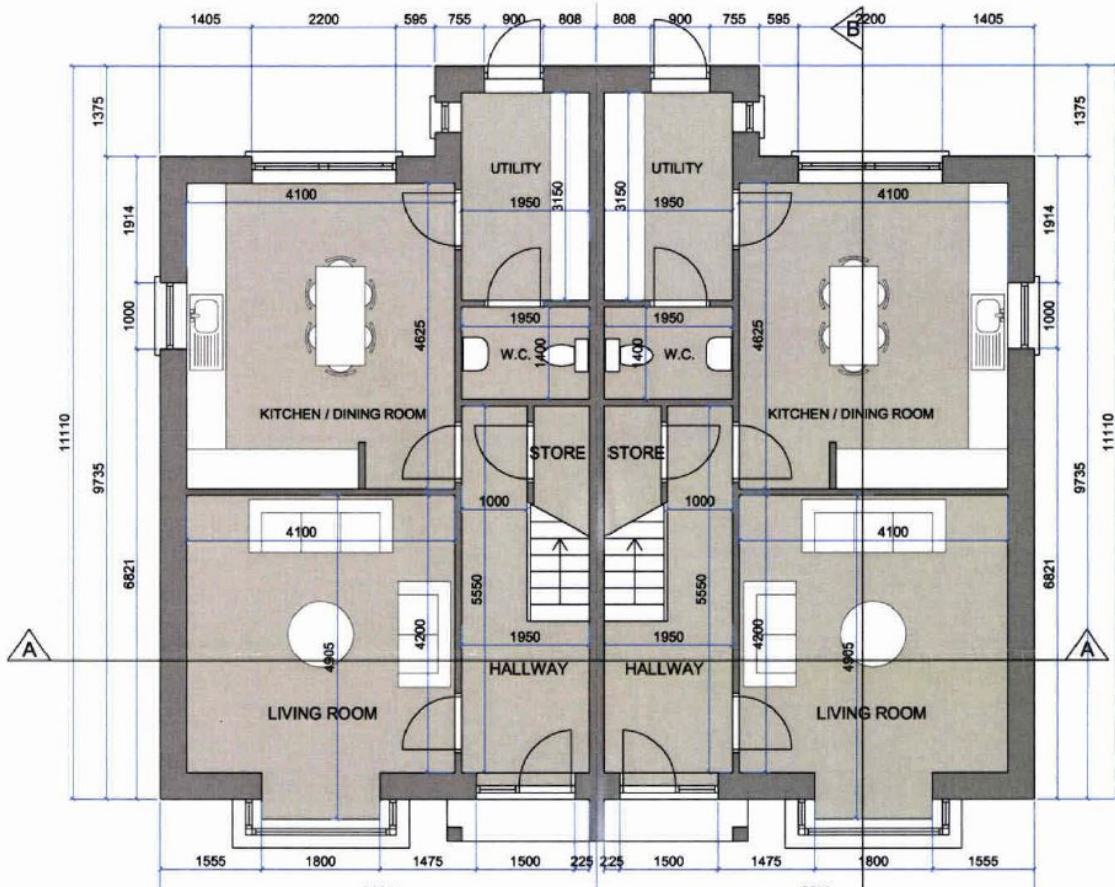 1405 2200 595 755 900 808 808 900 755 595 2200 1405
B
1375 1375
UTILITY UTILITY
3150 3150
4100 1950 1950 4100
1914 1914
1000 1000
1950 1950
W.C. W.C.
1400 1400
4625 4625
KITCHEN / DINING ROOM KITCHEN / DINING ROOM
11110 9735 9735 11110
STORE STORE
1000 1000
4100 4100
5550 5550
6821 6821
4200 4200
1950 1950
A A
4905 4905
HALLWAY HALLWAY
LIVING ROOM LIVING ROOM
1555 1800 1475 1500 225 225 1500 1475 1800 1555